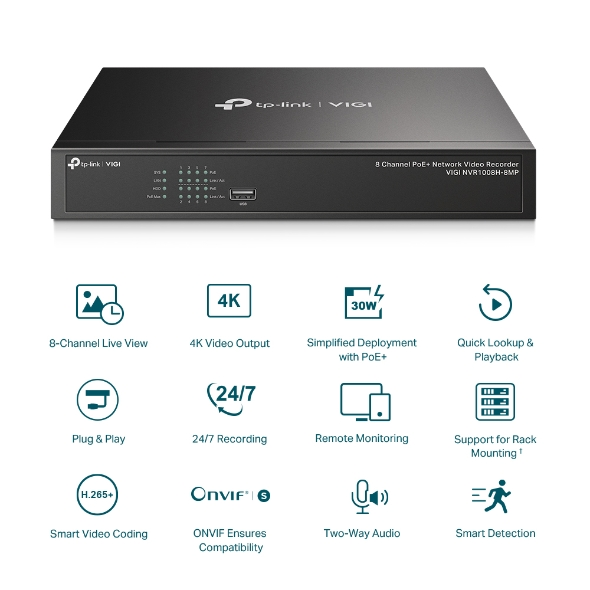 tp-link | VIGI
tp-link | VIGI
8 Channel PoE+ Network Video Recorder
VIGI NVR1008H-8MP
SYS
1 3 5 7
PoE
LAN
Link/Act
HDD
PoE
PoE Max
Link/Act
2 4 6 8
USB
4K
30W
8-Channel Live View
4K Video Output
Simplified Deployment
with PoE+
Quick Lookup &
Playback
24/7
Plug & Play
24/7 Recording
Remote Monitoring
Support for Rack
Mounting †
H.265+
ONVIF® | S
Smart Video Coding
ONVIF Ensures
Compatibility
Two-Way Audio
Smart Detection